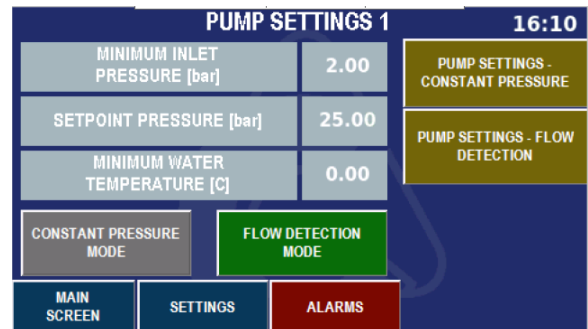 PUMP SETTINGS 1
16:10
MINIMUM INLET
PRESSURE [bar]
2.00
PUMP SETTINGS -
CONSTANT PRESSURE
SETPOINT PRESSURE [bar]
25.00
PUMP SETTINGS - FLOW
DETECTION
MINIMUM WATER
TEMPERATURE [C]
0.00
CONSTANT PRESSURE
MODE
FLOW DETECTION
MODE
MAIN
SCREEN
SETTINGS
ALARMS